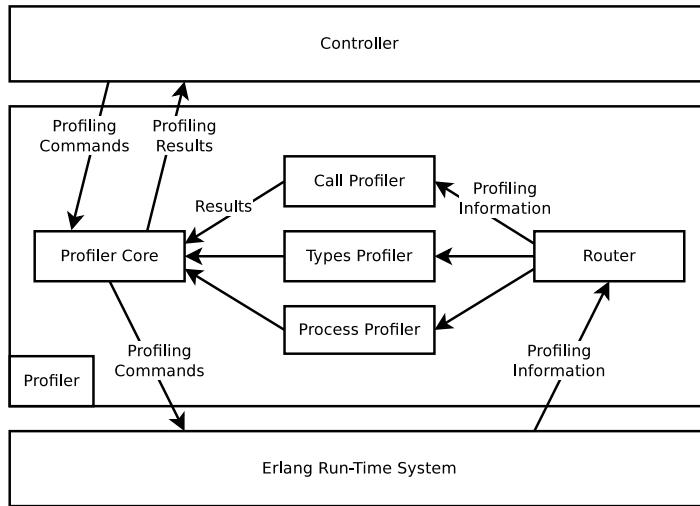 Controller
Profiling
Commands
Profiling
Results
Call Profiler
Profiling
Information
Results
Profiler Core
Types Profiler
Router
Process Profiler
Profiling
Commands
Profiling
Information
Profiler
Erlang Run-Time System